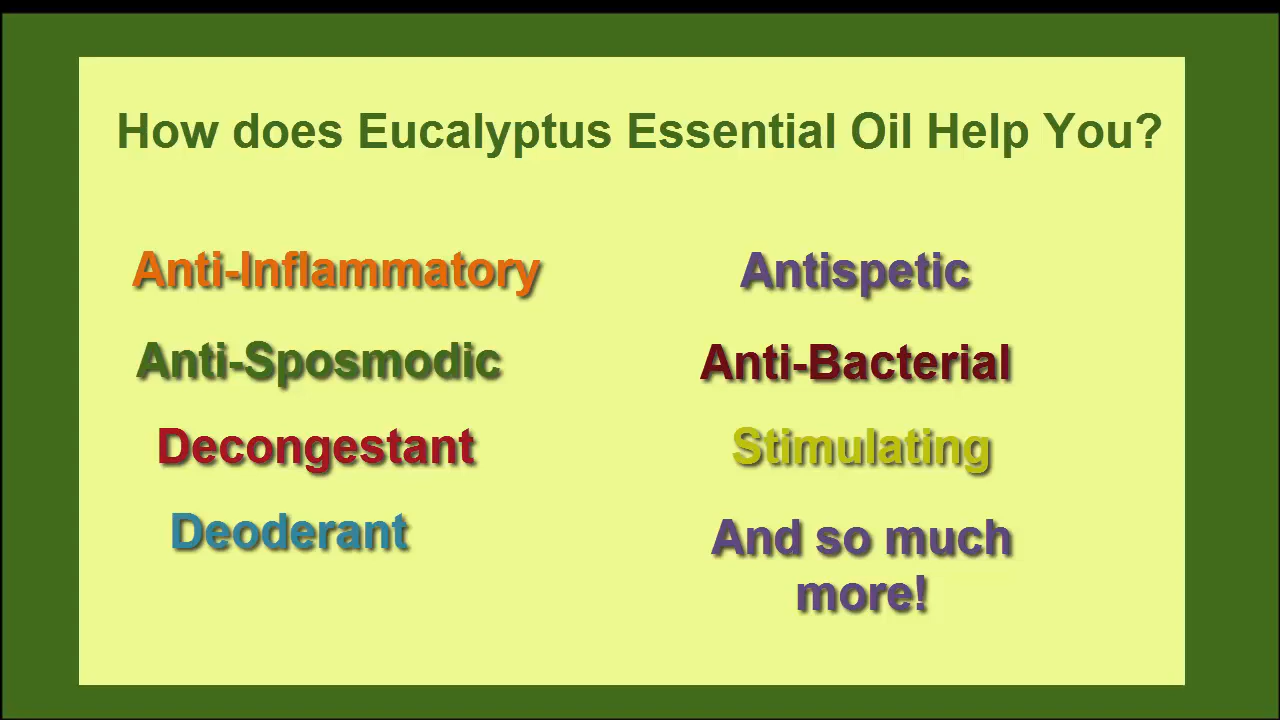 How does Eucalyptus Essential Oil Help You?
Anti-Inflammatory
Anti-Sposmodic
Decongestant
Deoderant
Antispetic
Anti-Bacterial
Stimulating
And so much
more!